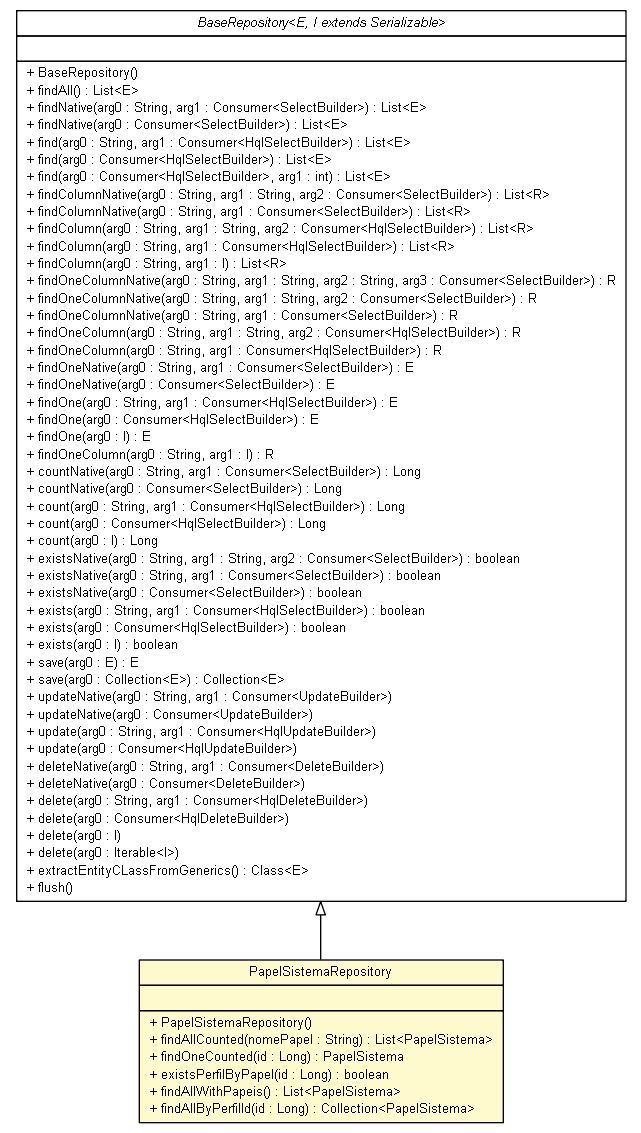 BaseRepository<E, I extends Serializable>
+ BaseRepository()
+ findAll() : List<E>
+ findNative(arg0 : String, arg1 : Consumer<SelectBuilder>) : List<E>
+ findNative(arg0 : Consumer<SelectBuilder>) : List<E>
+ find(arg0 : String, arg1 : Consumer<HqlSelectBuilder>) : List<E>
+ find(arg0 : Consumer<HqlSelectBuilder>) : List<E>
+ find(arg0 : Consumer<HqlSelectBuilder>, arg1 : int) : List<E>
+ findColumnNative(arg0 : String, arg1 : String, arg2 : Consumer<SelectBuilder>) : List<R>
+ findColumnNative(arg0 : String, arg1 : Consumer<SelectBuilder>) : List<R>
+ findColumn(arg0 : String, arg1 : String, arg2 : Consumer<HqlSelectBuilder>) : List<R>
+ findColumn(arg0 : String, arg1 : Consumer<HqlSelectBuilder>) : List<R>
+ findColumn(arg0 : String, arg1 : I) : List<R>
+ findOneColumnNative(arg0 : String, arg1 : String, arg2 : String, arg3 : Consumer<SelectBuilder>) : R
+ findOneColumnNative(arg0 : String, arg1 : String, arg2 : Consumer<SelectBuilder>) : R
+ findOneColumnNative(arg0 : String, arg1 : Consumer<SelectBuilder>) : R
+ findOneColumn(arg0 : String, arg1 : String, arg2 : Consumer<HqlSelectBuilder>) : R
+ findOneColumn(arg0 : String, arg1 : Consumer<HqlSelectBuilder>) : R
+ findOneNative(arg0 : String, arg1 : Consumer<SelectBuilder>) : E
+ findOneNative(arg0 : Consumer<SelectBuilder>) : E
+ findOne(arg0 : String, arg1 : Consumer<HqlSelectBuilder>) : E
+ findOne(arg0 : Consumer<HqlSelectBuilder>) : E
+ findOne(arg0 : I) : E
+ findOneColumn(arg0 : String, arg1 : I) : R
+ countNative(arg0 : String, arg1 : Consumer<SelectBuilder>) : Long
+ countNative(arg0 : Consumer<SelectBuilder>) : Long
+ count(arg0 : String, arg1 : Consumer<HqlSelectBuilder>) : Long
+ count(arg0 : Consumer<HqlSelectBuilder>) : Long
+ count(arg0 : I) : Long
+ existsNative(arg0 : String, arg1 : String, arg2 : Consumer<SelectBuilder>) : boolean
+ existsNative(arg0 : String, arg1 : Consumer<SelectBuilder>) : boolean
+ existsNative(arg0 : Consumer<SelectBuilder>) : boolean
+ exists(arg0 : String, arg1 : Consumer<HqlSelectBuilder>) : boolean
+ exists(arg0 : Consumer<HqlSelectBuilder>) : boolean
+ exists(arg0 : I) : boolean
+ save(arg0 : E) : E
+ save(arg0 : Collection<E>) : Collection<E>
+ updateNative(arg0 : String, arg1 : Consumer<UpdateBuilder>)
+ updateNative(arg0 : Consumer<UpdateBuilder>)
+ update(arg0 : String, arg1 : Consumer<HqlUpdateBuilder>)
+ update(arg0 : Consumer<HqlUpdateBuilder>)
+ deleteNative(arg0 : String, arg1 : Consumer<DeleteBuilder>)
+ deleteNative(arg0 : Consumer<DeleteBuilder>)
+ delete(arg0 : String, arg1 : Consumer<HqlDeleteBuilder>)
+ delete(arg0 : Consumer<HqlDeleteBuilder>)
+ delete(arg0 : I)
+ delete(arg0 : Iterable<I>)
+ extractEntityCLassFromGenerics() : Class<E>
+ flush()
PapelSistemaRepository
+ PapelSistemaRepository()
+ findAllCounted(nomePapel : String) : List<PapelSistema>
+ findOneCounted(id : Long) : PapelSistema
+ existsPerfilByPapel(id : Long) : boolean
+ findAllWithPapeis() : List<PapelSistema>
+ findAllByPerfilId(id : Long) : Collection<PapelSistema>